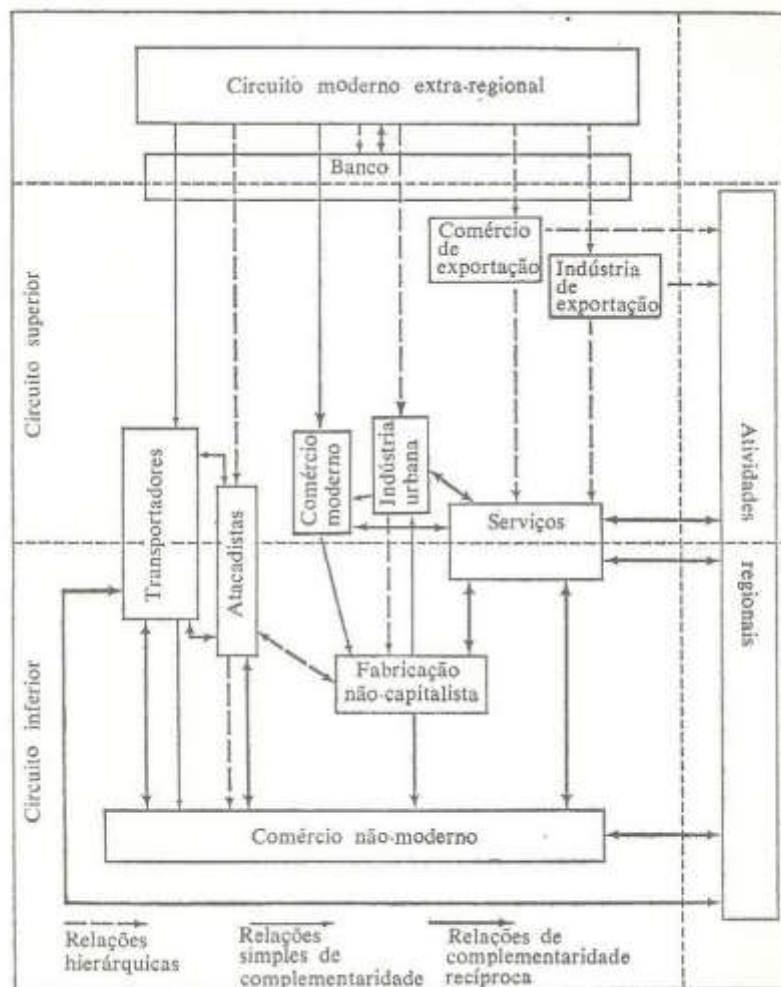 Circuito moderno extra-regional
Banco
Comércio
de
exportação
Indústria
de
exportação
Circuito superior
Transportadores
Atacadistas
Comércio
moderno
Indústria
urbana
Serviços
Atividades
regionais
Circuito inferior
Fabricação
não-capitalista
Comércio não-moderno
Relações
hierárquicas
Relações
simples de
complementaridade
Relações de
complementaridade
recíproca